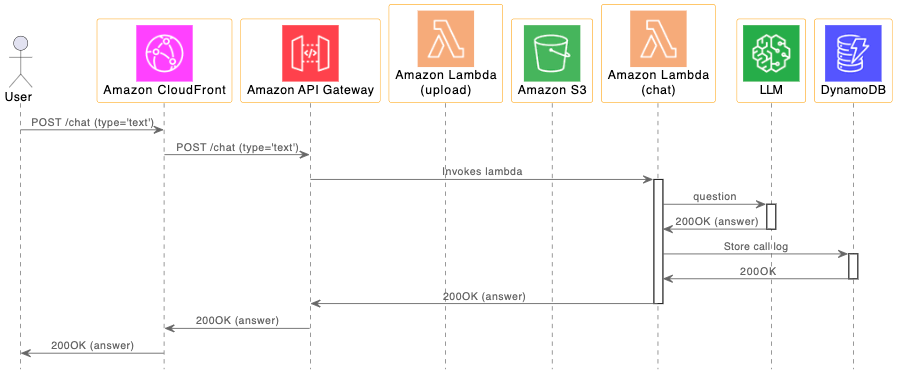 User
Amazon CloudFront
Amazon API Gateway
Amazon Lambda
(upload)
Amazon S3
Amazon Lambda
(chat)
LLM
DynamoDB
POST /chat (type='text')
POST /chat (type='text')
Invokes lambda
question
200OK (answer)
Store call log
200OK
200OK (answer)
200OK (answer)
200OK (answer)